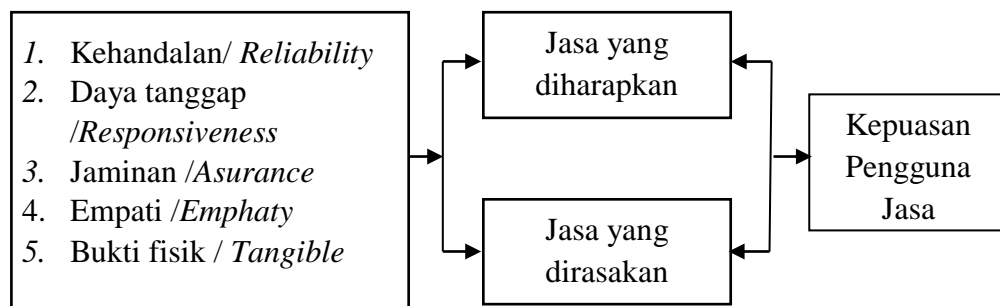 1. Kehandalan/ Reliability
2. Daya tanggap
/Responsiveness
3. Jaminan /Asurance
4. Empati /Emphaty
5. Bukti fisik / Tangible
Jasa yang
diharapkan
Jasa yang
dirasakan
Kepuasan
Pengguna
Jasa